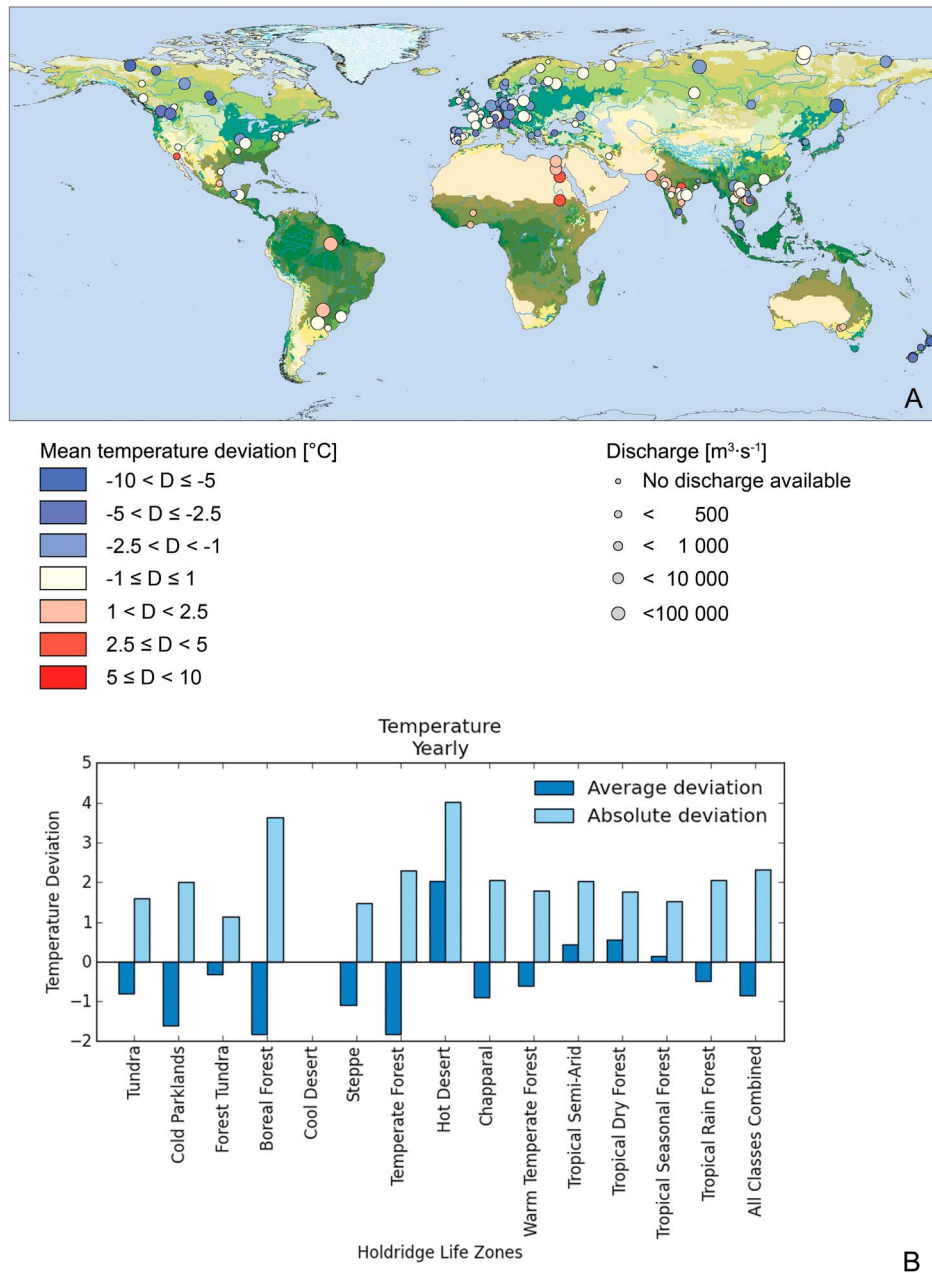 A
Mean temperature deviation [°C]
-10 < D ≤ -5
-5 < D ≤ -2.5
-2.5 < D < -1
-1 ≤ D ≤ 1
1 < D < 2.5
2.5 ≤ D < 5
5 ≤ D < 10
Discharge [m³·s⁻¹]
No discharge available
< 500
< 1 000
< 10 000
<100 000
Temperature
Yearly
Average deviation
Absolute deviation
Temperature Deviation
5
4
3
2
1
0
−1
−2
Tundra
Cold Parklands
Forest Tundra
Boreal Forest
Cool Desert
Steppe
Temperate Forest
Hot Desert
Chapparal
Warm Temperate Forest
Tropical Semi-Arid
Tropical Dry Forest
Tropical Seasonal Forest
Tropical Rain Forest
All Classes Combined
Holdridge Life Zones
B